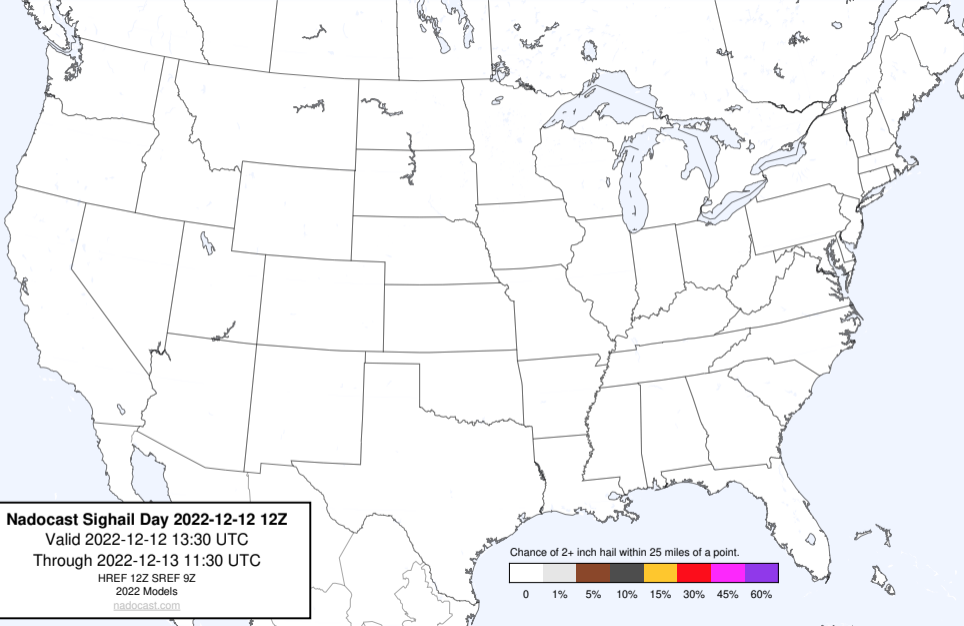 Nadocast Sighail Day 2022-12-12 12Z
Valid 2022-12-12 13:30 UTC
Through 2022-12-13 11:30 UTC
HREF 12Z SREF 9Z
2022 Models
nadocast.com
Chance of 2+ inch hail within 25 miles of a point.
0 1% 5% 10% 15% 30% 45% 60%